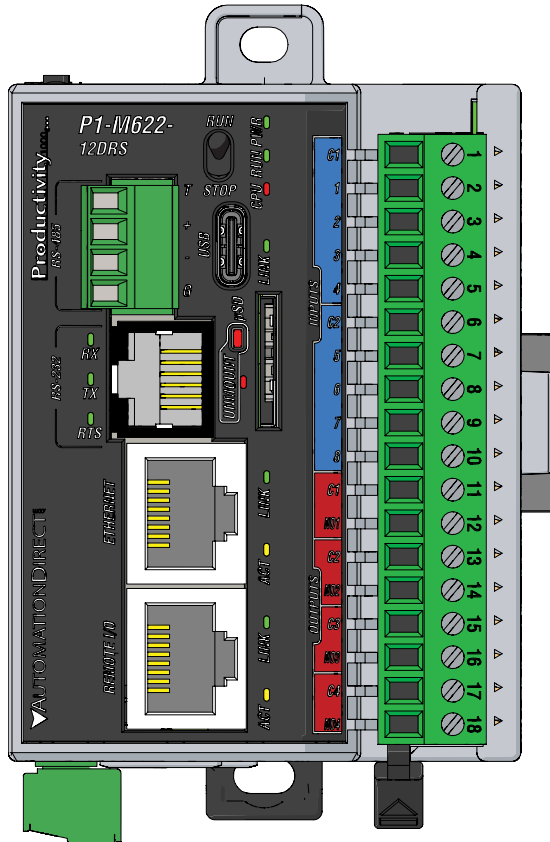 P1-M622-
12DRS
Productivity1000
RUN
STOP
PWR
RUN
CPU
RS-485
T
+
-
G
USB
LINK
μSD
UNMOUNT
RS-232
RX
TX
RTS
ETHERNET
LINK
ACT
REMOTE I/O
LINK
ACT
AUTOMATIONDIRECT
INPUTS
C1
1
2
3
4
C2
5
6
7
8
OUTPUTS
C1
NO1
C2
NO2
C3
NO3
C4
NO4
1
2
3
4
5
6
7
8
9
10
11
12
13
14
15
16
17
18